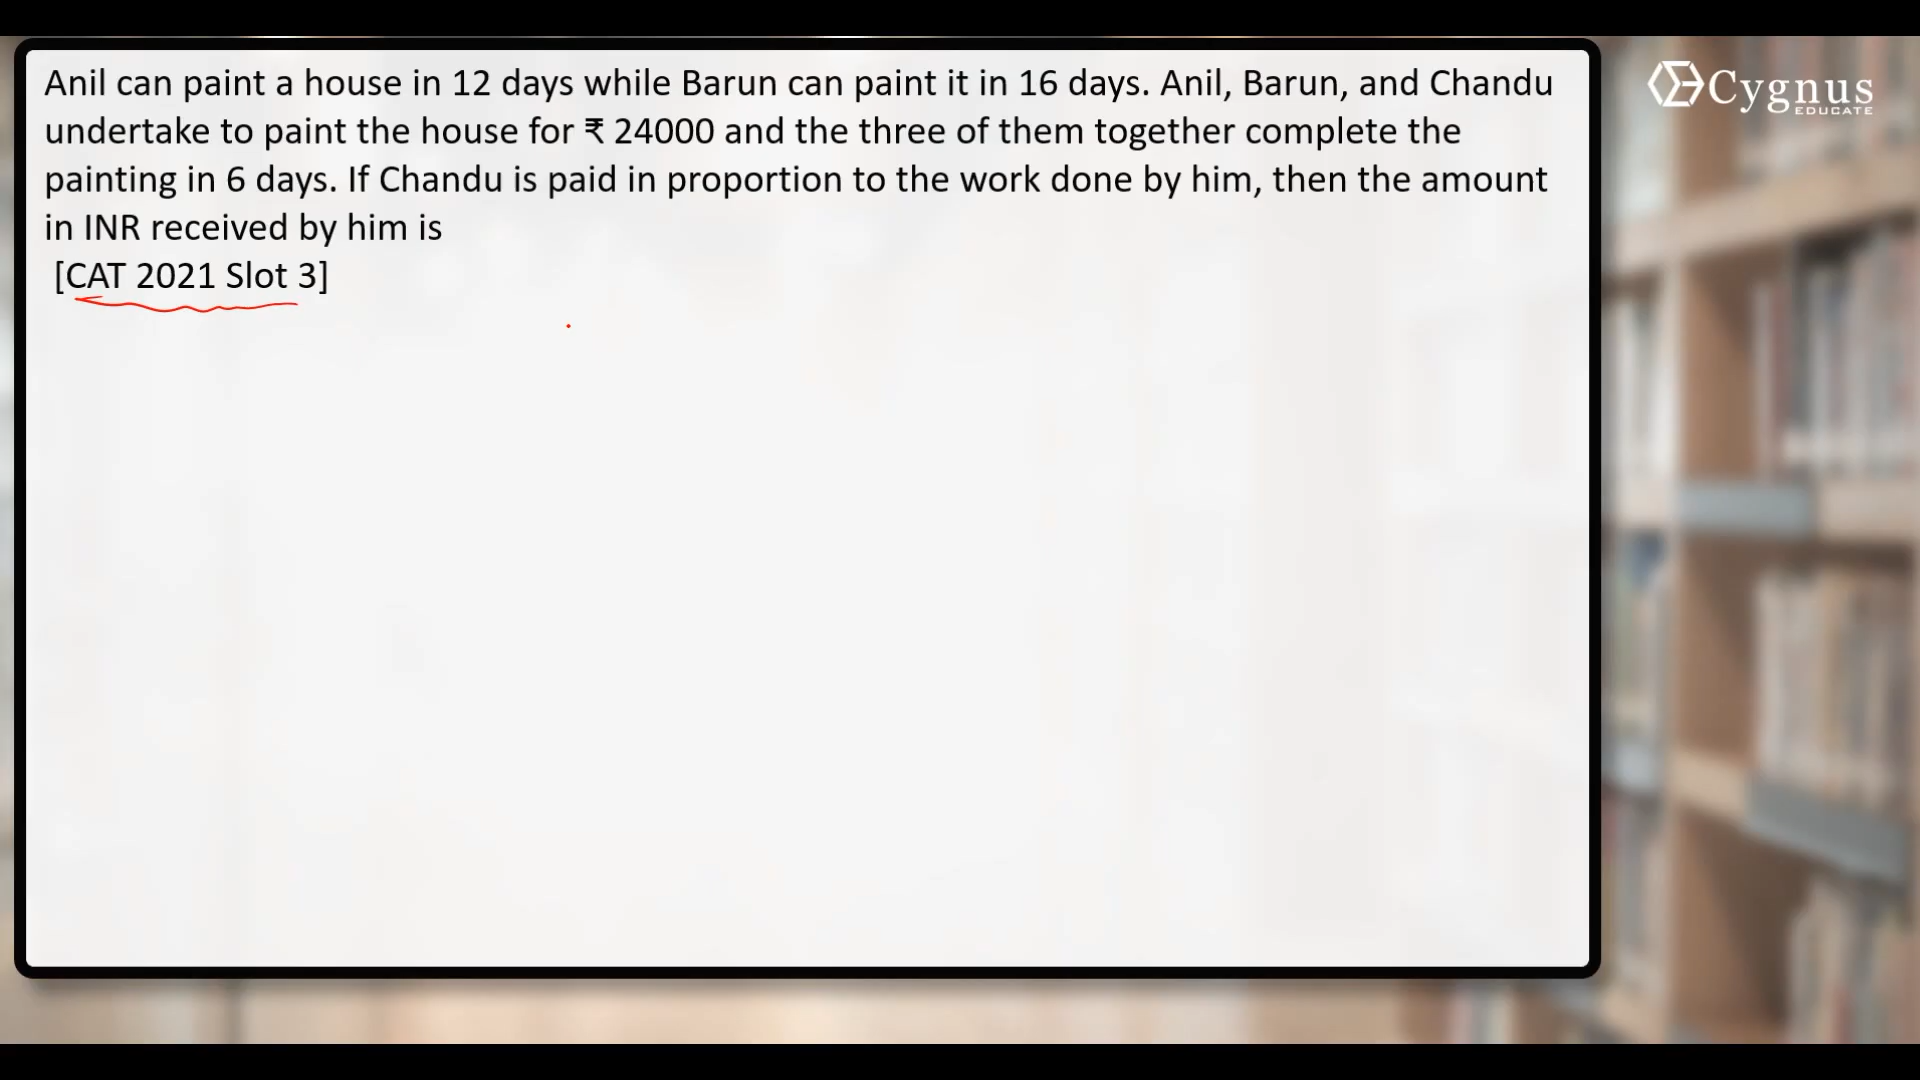 Anil can paint a house in 12 days while Barun can paint it in 16 days. Anil, Barun, and Chandu
undertake to paint the house for ₹ 24000 and the three of them together complete the
painting in 6 days. If Chandu is paid in proportion to the work done by him, then the amount
in INR received by him is
[CAT 2021 Slot 3]
Cygnus
EDUCATE